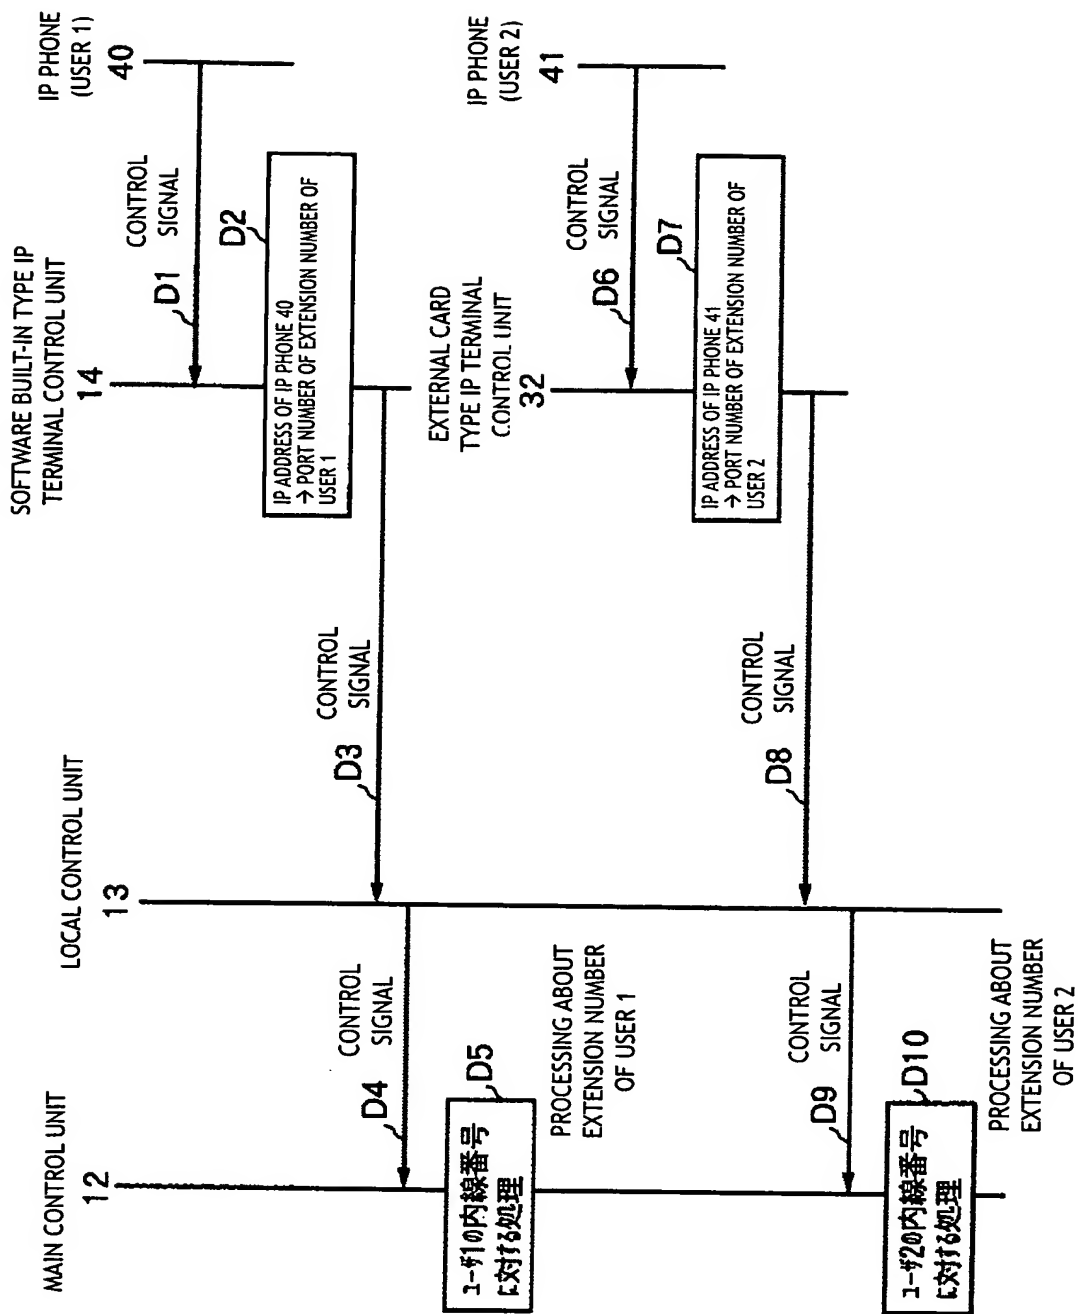 MAIN CONTROL UNIT
12
LOCAL CONTROL UNIT
13
SOFTWARE BUILT-IN TYPE IP
TERMINAL CONTROL UNIT
14
IP PHONE
(USER 1)
40
CONTROL
SIGNAL
D1
D2
IP ADDRESS OF IP PHONE 40
→ PORT NUMBER OF EXTENSION NUMBER OF
USER 1
CONTROL
SIGNAL
D3
CONTROL
SIGNAL
D4
D5
ユーザ1の内線番号
に対する処理
PROCESSING ABOUT
EXTENSION NUMBER
OF USER 1
EXTERNAL CARD
TYPE IP TERMINAL
CONTROL UNIT
32
IP PHONE
(USER 2)
41
CONTROL
SIGNAL
D6
D7
IP ADDRESS OF IP PHONE 41
→ PORT NUMBER OF EXTENSION NUMBER OF
USER 2
CONTROL
SIGNAL
D8
CONTROL
SIGNAL
D9
D10
ユーザ2の内線番号
に対する処理
PROCESSING ABOUT
EXTENSION NUMBER
OF USER 2